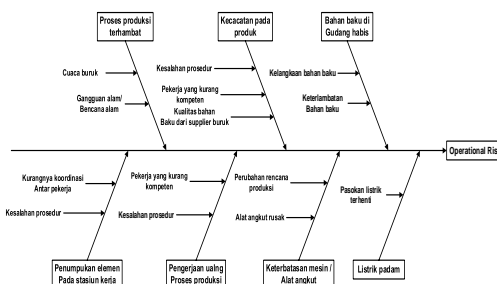 Proses produksi
terhambat
Kecacatan pada
produk
Bahan baku di
Gudang habis
Cuaca buruk
Gangguan alam/
Bencana alam
Kesalahan prosedur
Pekerja yang kurang
kompeten
Kualitas bahan
Baku dari supplier buruk
Kelangkaan bahan baku
Keterlambatan
Bahan baku
Operational Ris
Kurangnya koordinasi
Antar pekerja
Kesalahan prosedur
Pekerja yang kurang
kompeten
Kesalahan prosedur
Perubahan rencana
produksi
Alat angkut rusak
Pasokan listrik
terhenti
Penumpukan elemen
Pada stasiun kerja
Pengerjaan ualng
Proses produksi
Keterbatasan mesin /
Alat angkut
Listrik padam